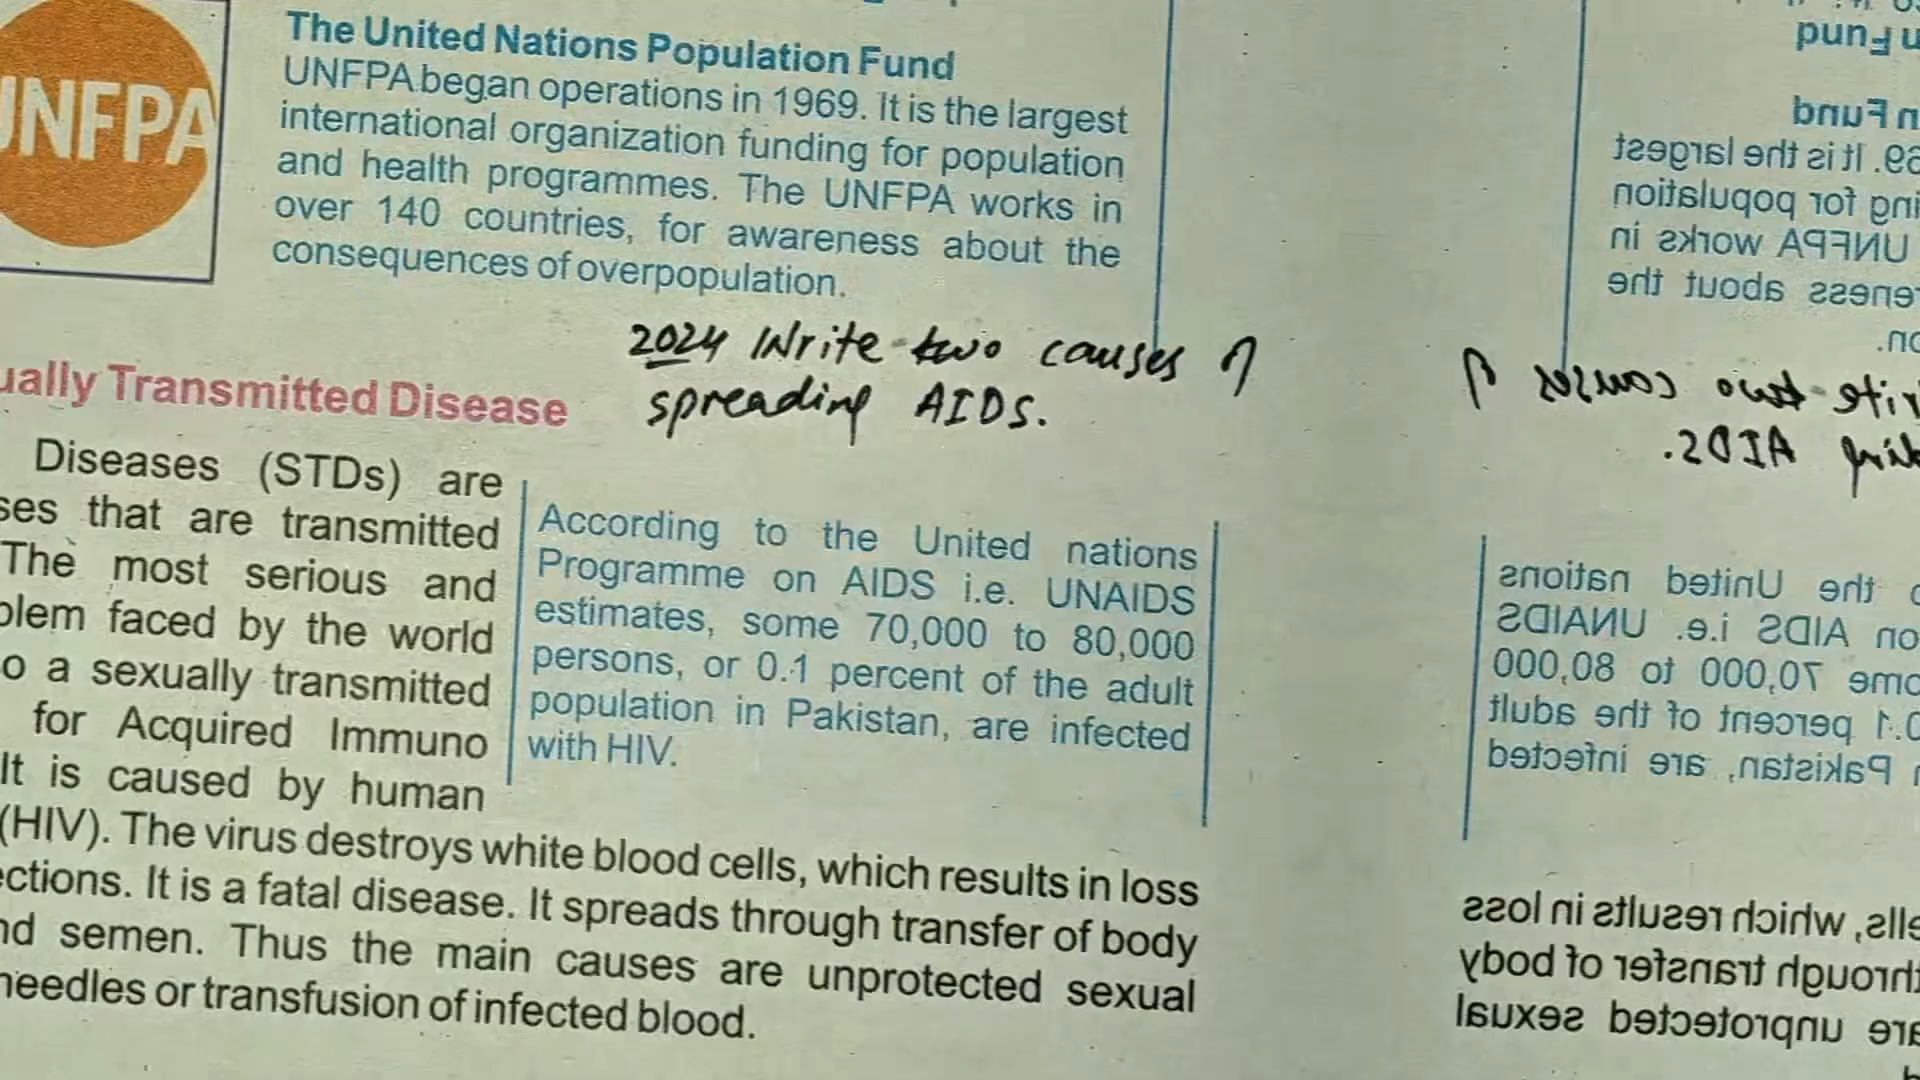 The United Nations Population Fund
UNFPA began operations in 1969. It is the largest
international organization funding for population
and health programmes. The UNFPA works in
over 140 countries, for awareness about the
consequences of overpopulation.
UNFPA
2024 Write two causes of
spreading AIDS.
ually Transmitted Disease
Diseases (STDs) are
ses that are transmitted
The most serious and
blem faced by the world
o a sexually transmitted
for Acquired Immuno
It is caused by human
According to the United nations
Programme on AIDS i.e. UNAIDS
estimates, some 70,000 to 80,000
persons, or 0.1 percent of the adult
population in Pakistan, are infected
with HIV.
(HIV). The virus destroys white blood cells, which results in loss
ections. It is a fatal disease. It spreads through transfer of body
nd semen. Thus the main causes are unprotected sexual
needles or transfusion of infected blood.